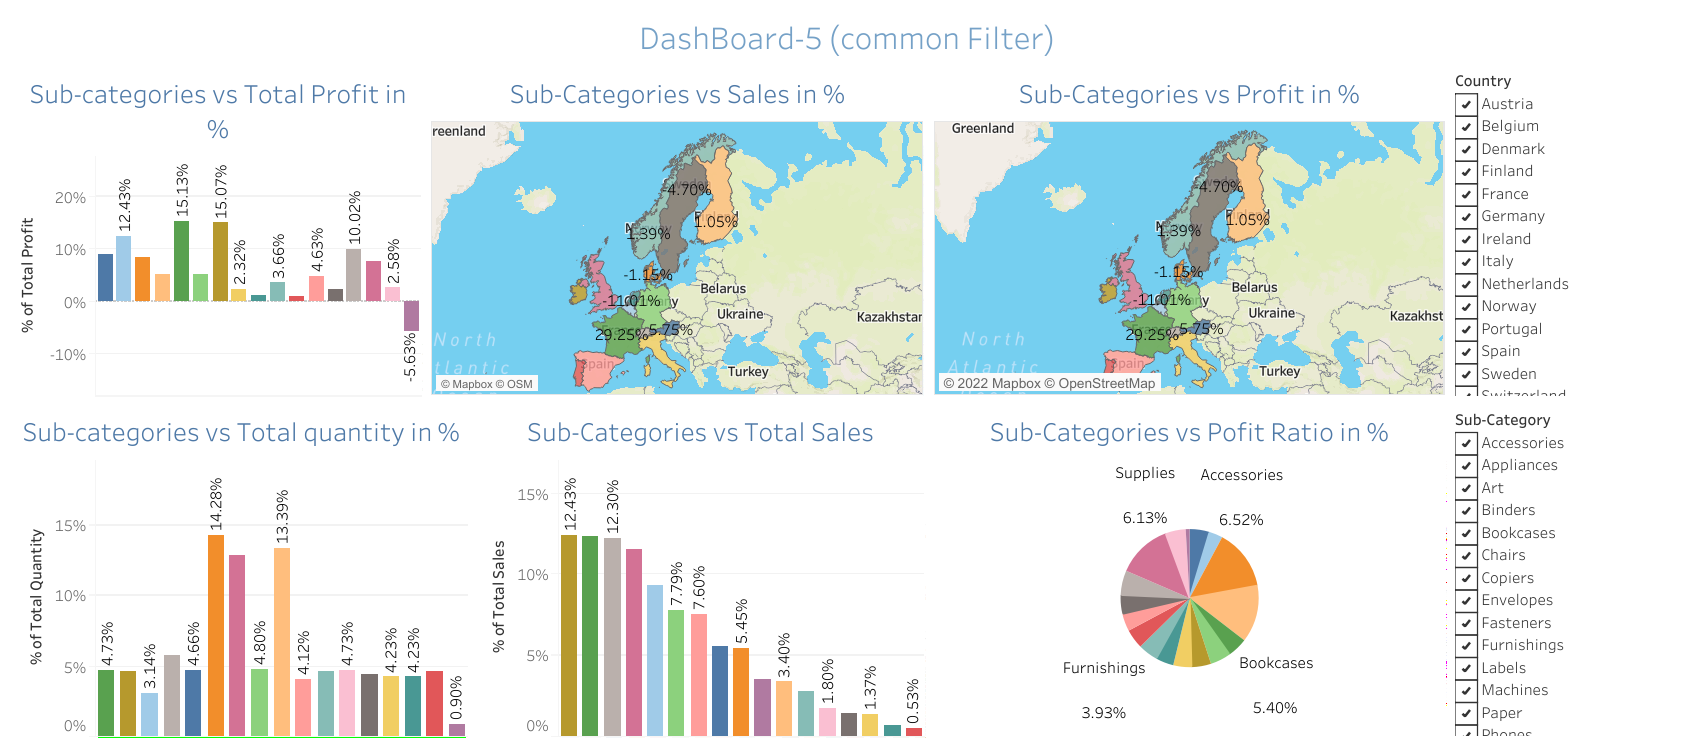 DashBoard-5 (common Filter)
Sub-categories vs Total Profit in
%
% of Total Profit
20%
10%
0%
-10%
12.43%
15.13%
15.07%
2.32%
3.66%
4.63%
10.02%
2.58%
-5.63%
Sub-Categories vs Sales in %
reenland
-4.70%
1.05%
1.39%
-1.15%
-11.01%
29.25%
5.75%
Belarus
Ukraine
Kazakhstar
Spain
Turkey
North
tlantic
© Mapbox © OSM
Sub-Categories vs Profit in %
Greenland
-4.70%
1.05%
1.39%
-1.15%
-11.01%
29.25%
5.75%
Belarus
Ukraine
Kazakhst
Spain
Turkey
North
Atlantic
© 2022 Mapbox © OpenStreetMap
Country
Austria
Belgium
Denmark
Finland
France
Germany
Ireland
Italy
Netherlands
Norway
Portugal
Spain
Sweden
Switzerland
Sub-categories vs Total quantity in %
% of Total Quantity
15%
10%
5%
0%
4.73%
3.14%
4.66%
14.28%
4.80%
13.39%
4.12%
4.73%
4.23%
4.23%
0.90%
Sub-Categories vs Total Sales
% of Total Sales
15%
10%
5%
0%
12.43%
12.30%
7.79%
7.60%
5.45%
3.40%
1.80%
1.37%
0.53%
Sub-Categories vs Pofit Ratio in %
Supplies
Accessories
6.13%
6.52%
Furnishings
Bookcases
3.93%
5.40%
Sub-Category
Accessories
Appliances
Art
Binders
Bookcases
Chairs
Copiers
Envelopes
Fasteners
Furnishings
Labels
Machines
Paper
Phones